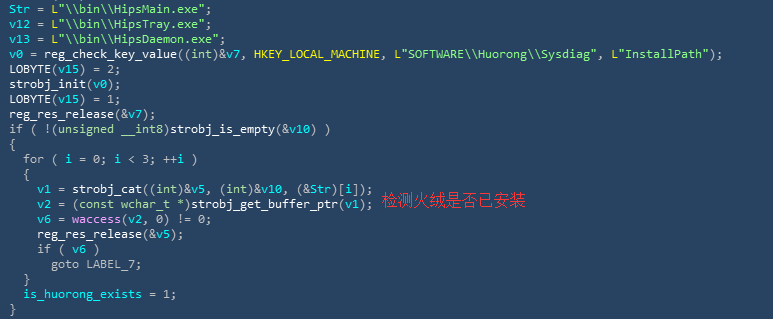 Str = L"\\bin\\HipsMain.exe";
v12 = L"\\bin\\HipsTray.exe";
v13 = L"\\bin\\HipsDaemon.exe";
v0 = reg_check_key_value((int)&v7, HKEY_LOCAL_MACHINE, L"SOFTWARE\\Huorong\\Sysdiag", L"InstallPath");
LOBYTE(v15) = 2;
strobj_init(v0);
LOBYTE(v15) = 1;
reg_res_release(&v7);
if ( !(unsigned __int8)strobj_is_empty(&v10) )
{
  for ( i = 0; i < 3; ++i )
  {
    v1 = strobj_cat((int)&v5, (int)&v10, (&Str)[i]);
    v2 = (const wchar_t *)strobj_get_buffer_ptr(v1); 检测火绒是否已安装
    v6 = waccess(v2, 0) != 0;
    reg_res_release(&v5);
    if ( v6 )
      goto LABEL_7;
  }
  is_huorong_exists = 1;
}